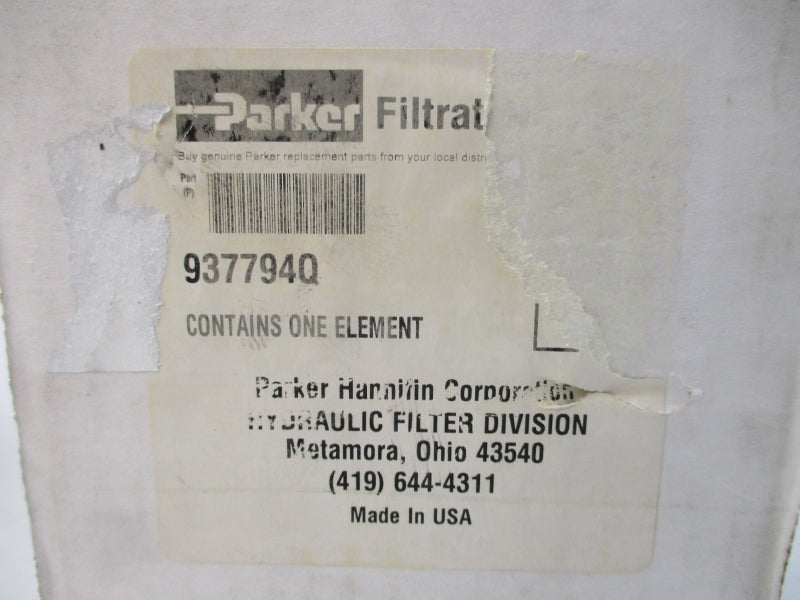 Parker Filtrat
Buy genuine Parker replacement parts from your local distri
Part
(P)
937794Q
CONTAINS ONE ELEMENT
Parker Hannifin Corporation
HYDRAULIC FILTER DIVISION
Metamora, Ohio 43540
(419) 644-4311
Made In USA